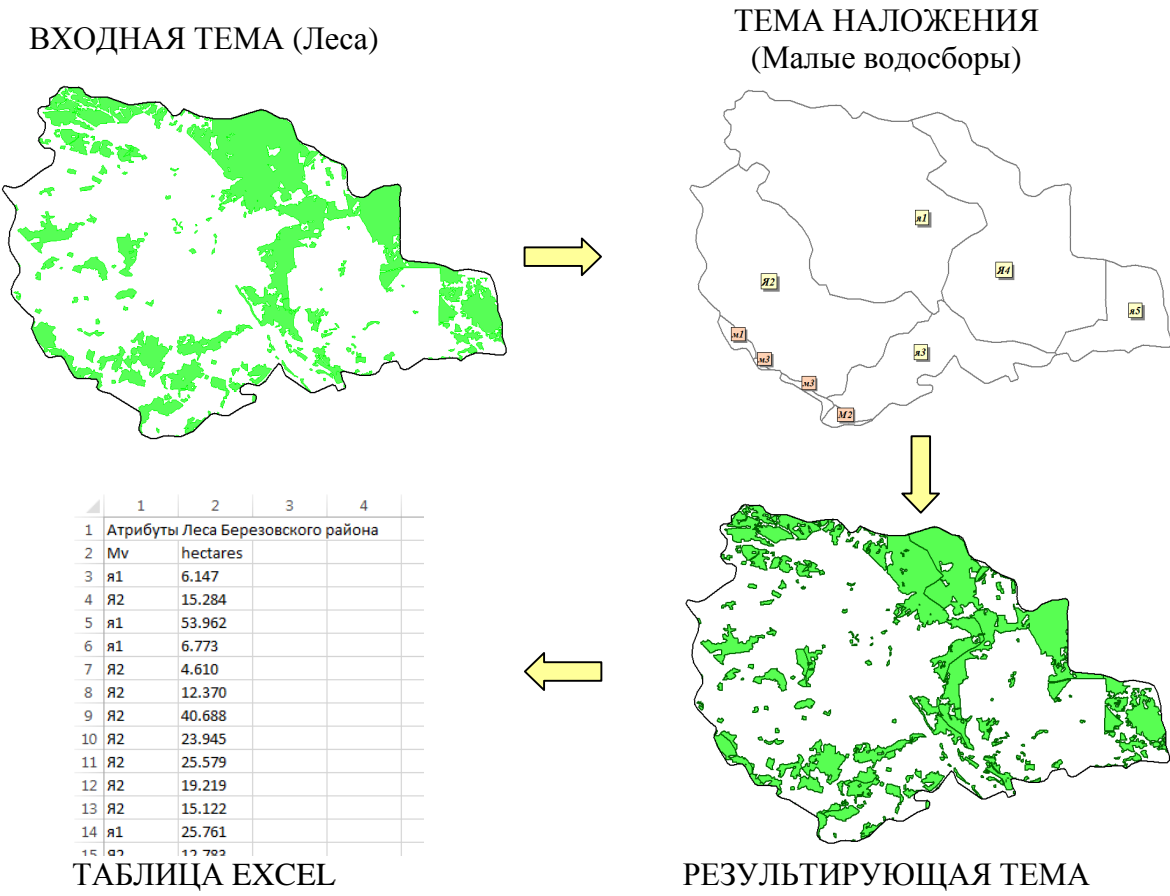 ВХОДНАЯ ТЕМА (Леса)
ТЕМА НАЛОЖЕНИЯ
(Малые водосборы)
я1
Я2
Я4
я5
м1
м3
я3
м3
М2
1 2 3 4
1 Атрибуты Леса Березовского района
2 Mv hectares
3 я1 6.147
4 Я2 15.284
5 я1 53.962
6 я1 6.773
7 Я2 4.610
8 Я2 12.370
9 Я2 40.688
10 Я2 23.945
11 Я2 25.579
12 Я2 19.219
13 Я2 15.122
14 я1 25.761
15 Я2 12.783
ТАБЛИЦА EXCEL
РЕЗУЛЬТИРУЮЩАЯ ТЕМА